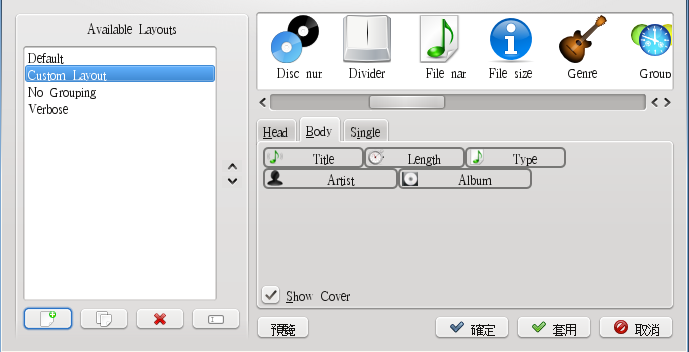 Available Layouts
Default
Custom Layout
No Grouping
Verbose
Disc nur
Divider
File nar
File size
Genre
Group
Head
Body
Single
Title
Length
Type
Artist
Album
Show Cover
預覽
確定
套用
取消